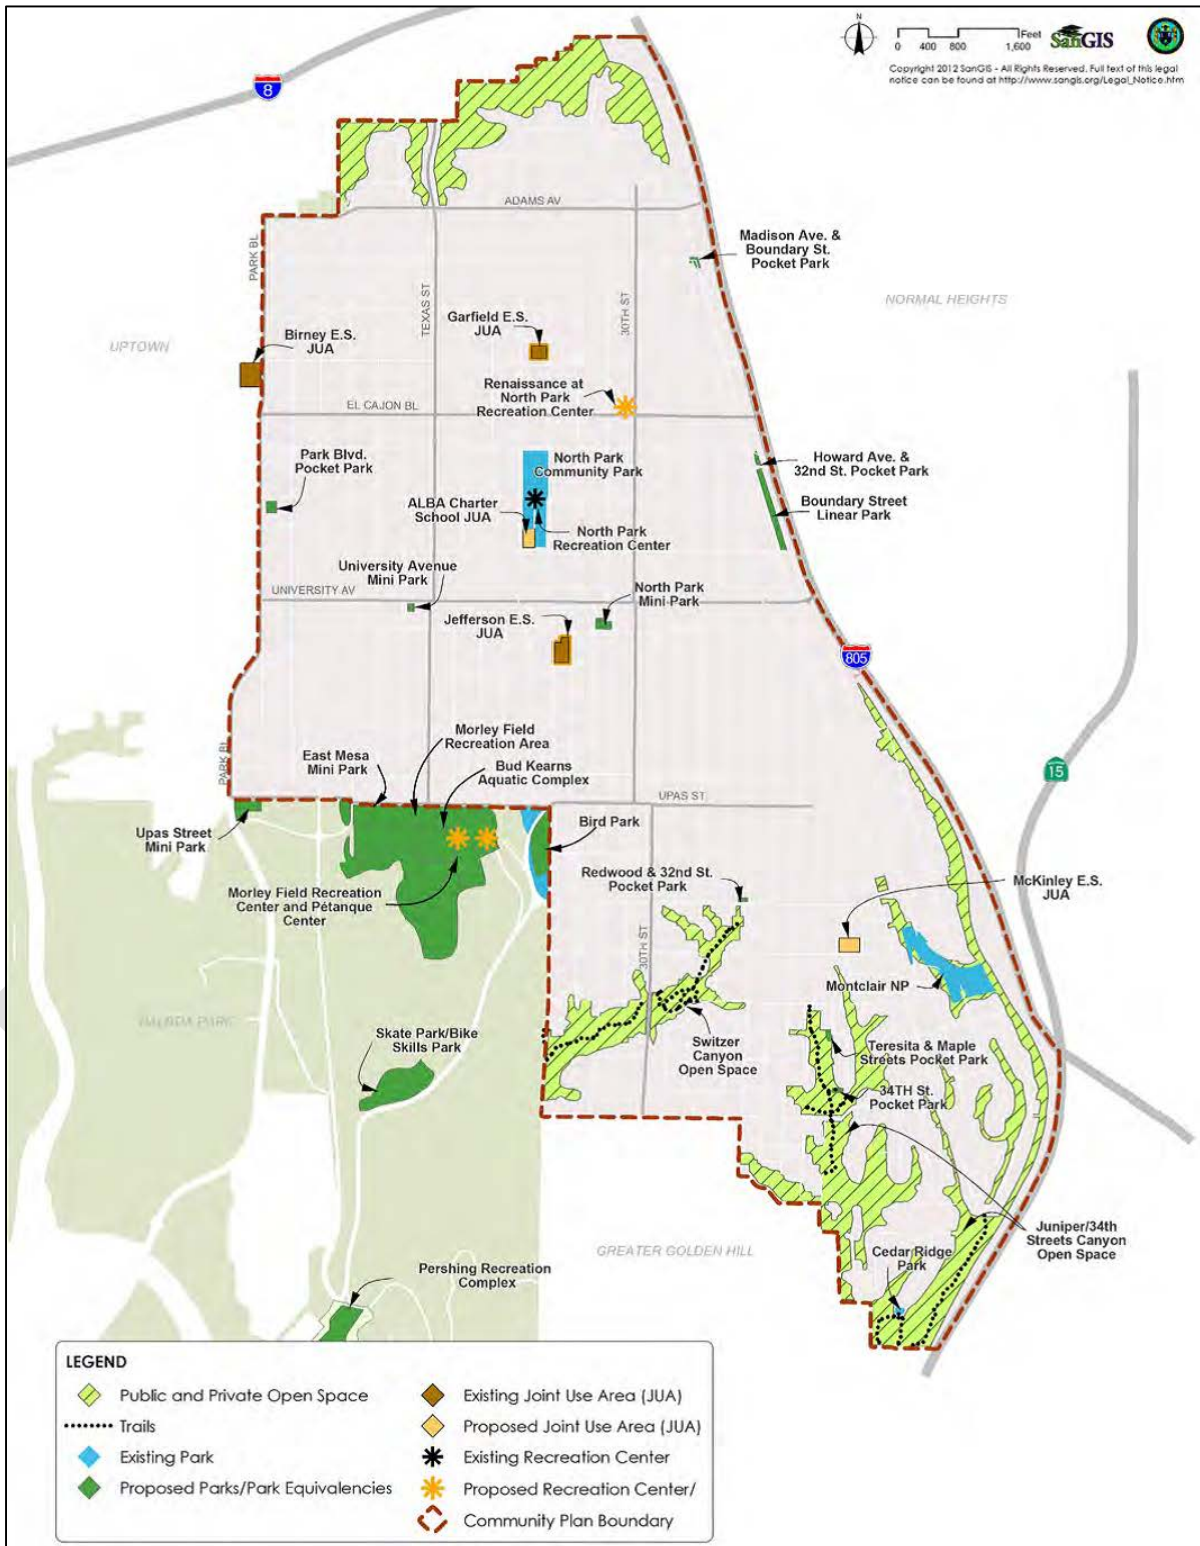 N
Feet
0 400 800 1,600
SanGIS
Copyright 2012 SanGIS - All Rights Reserved. Full text of this legal
notice can be found at http://www.sangis.org/Legal_Notice.htm
8
ADAMS AV
PARK BL
TEXAS ST
30TH ST
Madison Ave. &
Boundary St.
Pocket Park
NORMAL HEIGHTS
UPTOWN
Birney E.S.
JUA
Garfield E.S.
JUA
Renaissance at
North Park
Recreation Center
EL CAJON BL
Park Blvd.
Pocket Park
North Park
Community Park
Howard Ave. &
32nd St. Pocket Park
ALBA Charter
School JUA
Boundary Street
Linear Park
North Park
Recreation Center
University Avenue
Mini Park
UNIVERSITY AV
North Park
Mini Park
Jefferson E.S.
JUA
805
15
PARK BL
East Mesa
Mini Park
Morley Field
Recreation Area
Bud Kearns
Aquatic Complex
UPAS ST
Upas Street
Mini Park
Bird Park
Redwood & 32nd St.
Pocket Park
McKinley E.S.
JUA
Morley Field Recreation
Center and Pétanque
Center
30TH ST
Montclair NP
BALBOA PARK
Skate Park/Bike
Skills Park
Switzer
Canyon
Open Space
Teresita & Maple
Streets Pocket Park
34TH St.
Pocket Park
Juniper/34th
Streets Canyon
Open Space
GREATER GOLDEN HILL
Cedar Ridge
Park
Pershing Recreation
Complex
LEGEND
Public and Private Open Space
Trails
Existing Park
Proposed Parks/Park Equivalencies
Existing Joint Use Area (JUA)
Proposed Joint Use Area (JUA)
Existing Recreation Center
Proposed Recreation Center/
Community Plan Boundary